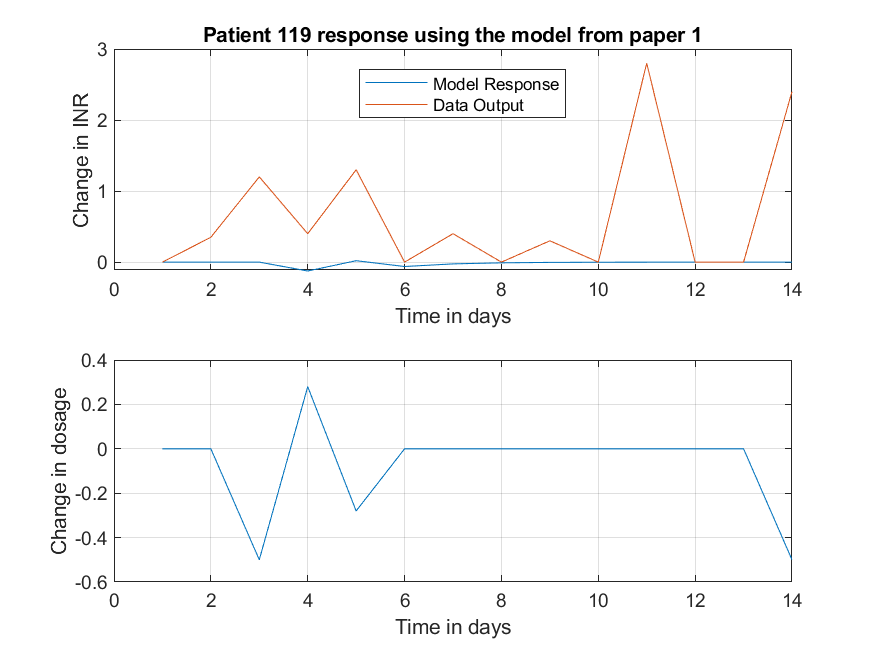 Patient 119 response using the model from paper 1
3
2
1
0
Change in INR
Model Response
Data Output
0 2 4 6 8 10 12 14
Time in days
0.4
0.2
0
-0.2
-0.4
-0.6
Change in dosage
0 2 4 6 8 10 12 14
Time in days